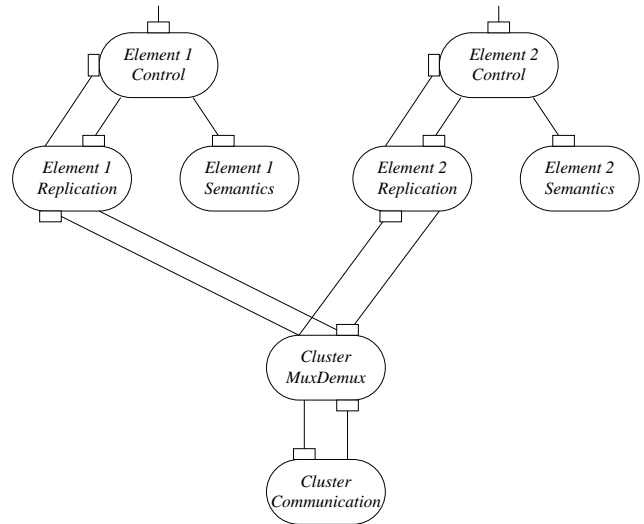 Element 1
Control
Element 2
Control
Element 1
Replication
Element 1
Semantics
Element 2
Replication
Element 2
Semantics
Cluster
MuxDemux
Cluster
Communication